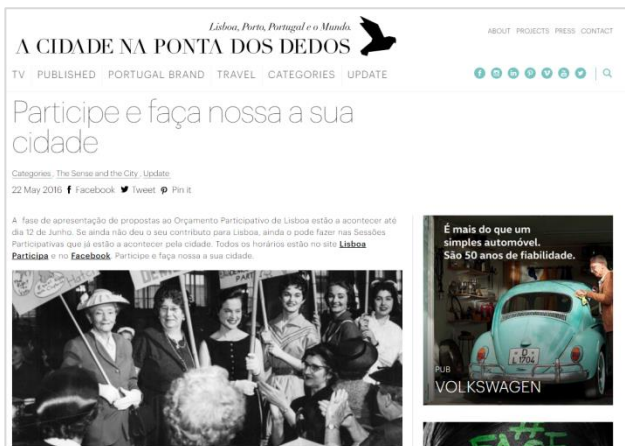 Lisboa, Porto, Portugal e o Mundo.
A CIDADE NA PONTA DOS DEDOS
ABOUT PROJECTS PRESS CONTACT
TV PUBLISHED PORTUGAL BRAND TRAVEL CATEGORIES UPDATE
Participe e faça nossa a sua
cidade
Categories, The Sense and the City, Update
22 May 2016 Facebook Tweet Pin it
A fase de apresentação de propostas ao Orçamento Participativo de Lisboa estão a acontecer até
dia 12 de Junho. Se ainda não deu o seu contributo para Lisboa, ainda o pode fazer nas Sessões
Participativas que já estão a acontecer pela cidade. Todos os horários estão no site Lisboa
Participa e no Facebook. Participe e faça nossa a sua cidade.
É mais do que um
simples automóvel.
São 50 anos de fiabilidade.
D
L 1704
PUB
VOLKSWAGEN